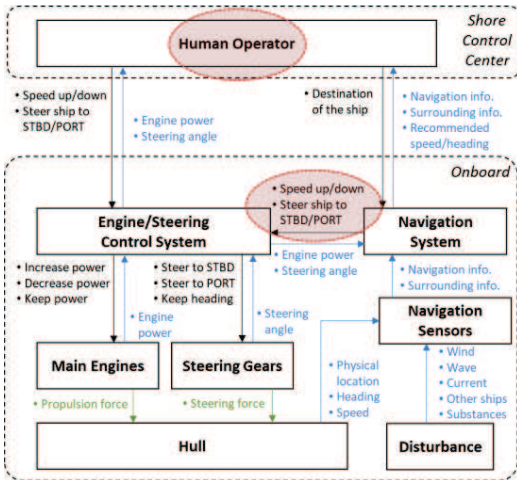 Human Operator
Shore
Control
Center
• Speed up/down
• Steer ship to
STBD/PORT
• Engine power
• Steering angle
• Destination
of the ship
• Navigation info.
• Surrounding info.
• Recommended
speed/heading
Onboard
• Speed up/down
• Steer ship to
STBD/PORT
Engine/Steering
Control System
Navigation
System
• Engine power
• Steering angle
• Increase power
• Decrease power
• Keep power
• Engine
power
• Steer to STBD
• Steer to PORT
• Keep heading
• Steering
angle
• Navigation info.
• Surrounding info.
Navigation
Sensors
Main Engines
Steering Gears
• Physical
location
• Heading
• Speed
• Wind
• Wave
• Current
• Other ships
• Substances
• Propulsion force
• Steering force
Hull
Disturbance